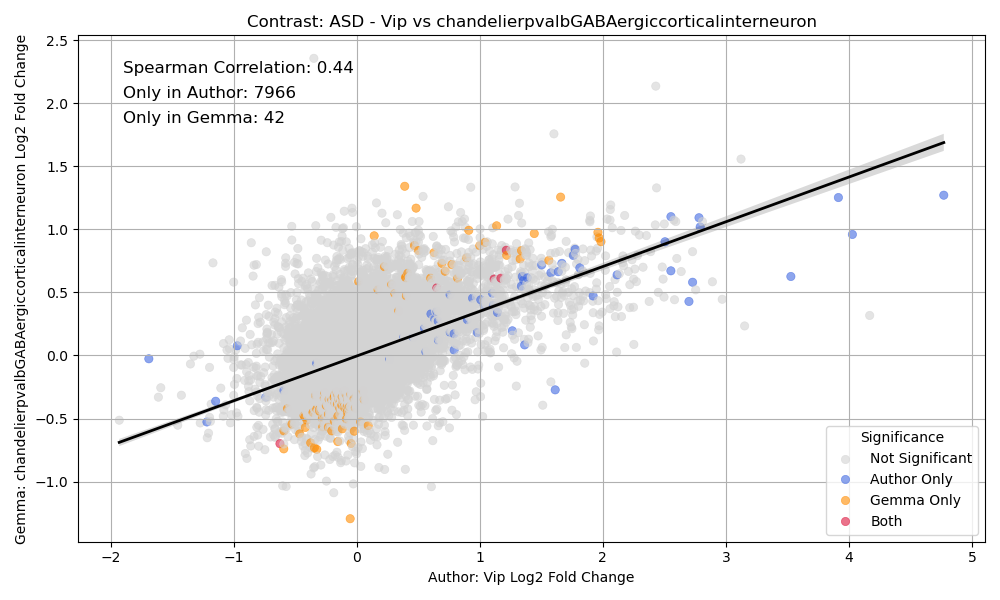 Contrast: ASD - Vip vs chandelierpvalbGABAergiccorticalinterneuron
Gemma: chandelierpvalbGABAergiccorticalinterneuron Log2 Fold Change
2.5
2.0
1.5
1.0
0.5
0.0
−0.5
−1.0
Spearman Correlation: 0.44
Only in Author: 7966
Only in Gemma: 42
Significance
Not Significant
Author Only
Gemma Only
Both
−2 −1 0 1 2 3 4 5
Author: Vip Log2 Fold Change